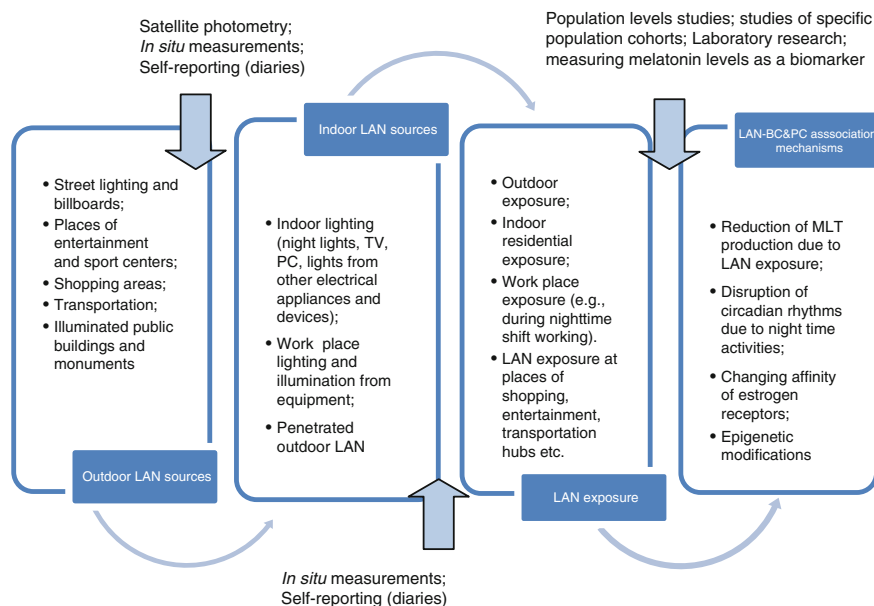 Satellite photometry;
In situ measurements;
Self-reporting (diaries)
Population levels studies; studies of specific
population cohorts; Laboratory research;
measuring melatonin levels as a biomarker
Outdoor LAN sources
• Street lighting and
billboards;
• Places of
entertainment
and sport centers;
• Shopping areas;
• Transportation;
• Illuminated public
buildings and
monuments
Indoor LAN sources
• Indoor lighting
(night lights, TV,
PC, lights from
other electrical
appliances and
devices);
• Work place
lighting and
illumination from
equipment;
• Penetrated
outdoor LAN
LAN exposure
• Outdoor
exposure;
• Indoor
residential
exposure;
• Work place
exposure (e.g.,
during nighttime
shift working).
• LAN exposure at
places of
shopping,
entertainment,
transportation
hubs etc.
LAN-BC&PC asssociation
mechanisms
• Reduction of MLT
production due to
LAN exposure;
• Disruption of
circadian rhythms
due to night time
activities;
• Changing affinity
of estrogen
receptors;
• Epigenetic
modifications
In situ measurements;
Self-reporting (diaries)